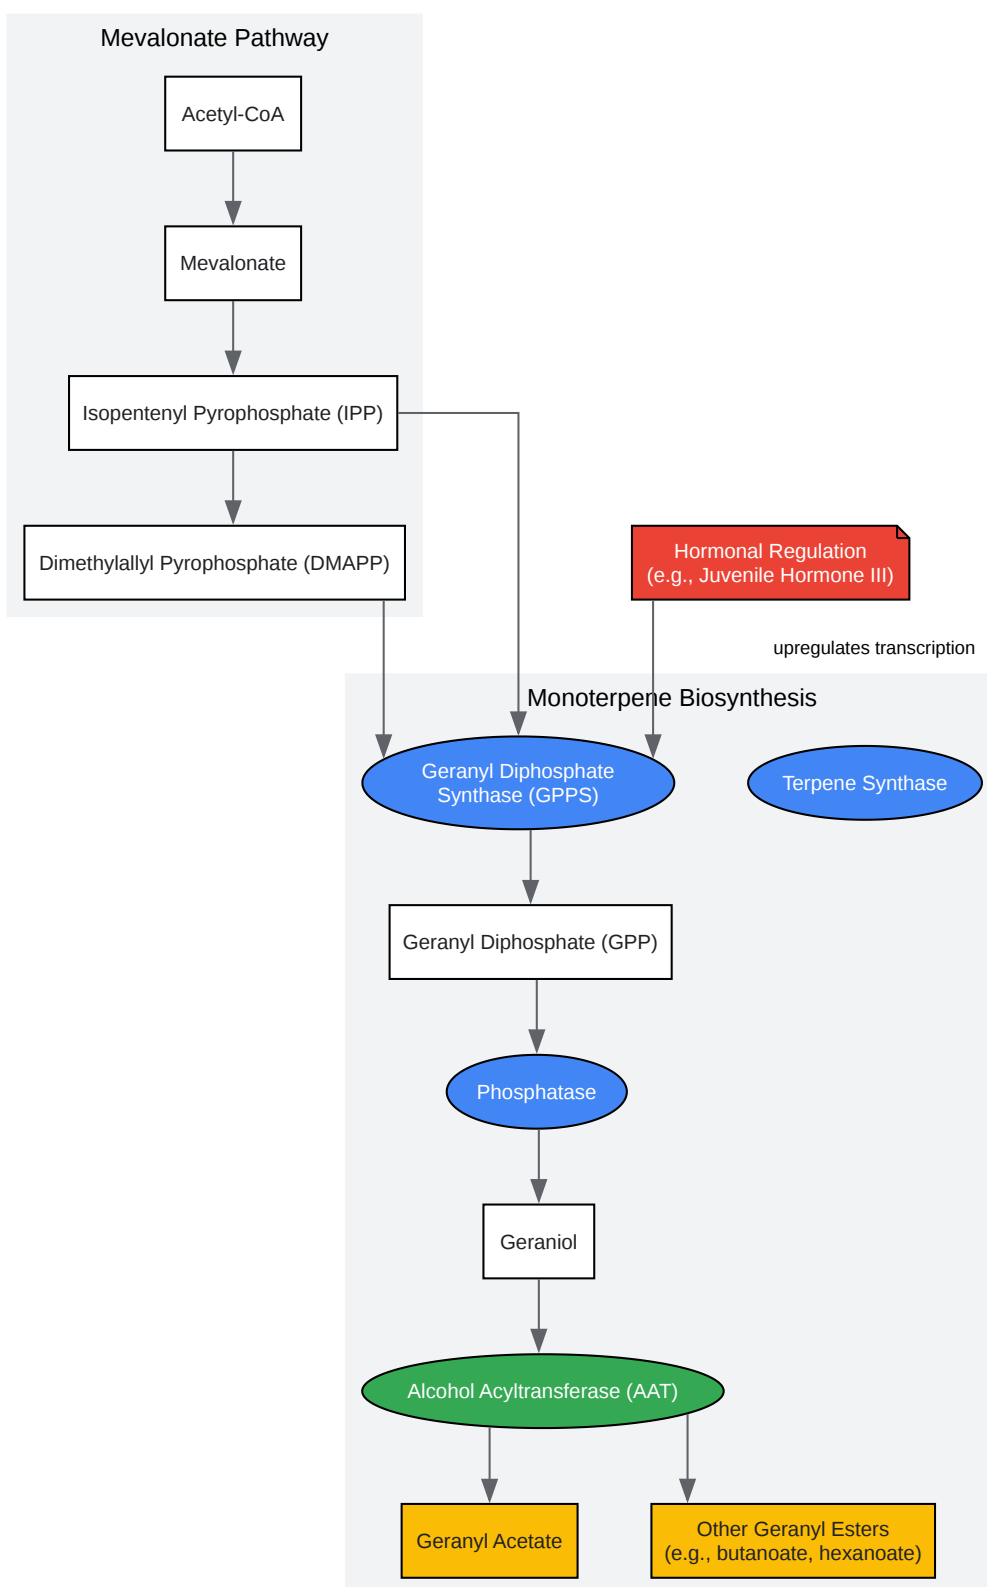 Mevalonate Pathway
Acetyl-CoA
Mevalonate
Isopentenyl Pyrophosphate (IPP)
Dimethylallyl Pyrophosphate (DMAPP)
Hormonal Regulation
(e.g., Juvenile Hormone III)
upregulates transcription
Monoterpene Biosynthesis
Geranyl Diphosphate
Synthase (GPPS)
Terpene Synthase
Geranyl Diphosphate (GPP)
Phosphatase
Geraniol
Alcohol Acyltransferase (AAT)
Geranyl Acetate
Other Geranyl Esters
(e.g., butanoate, hexanoate)